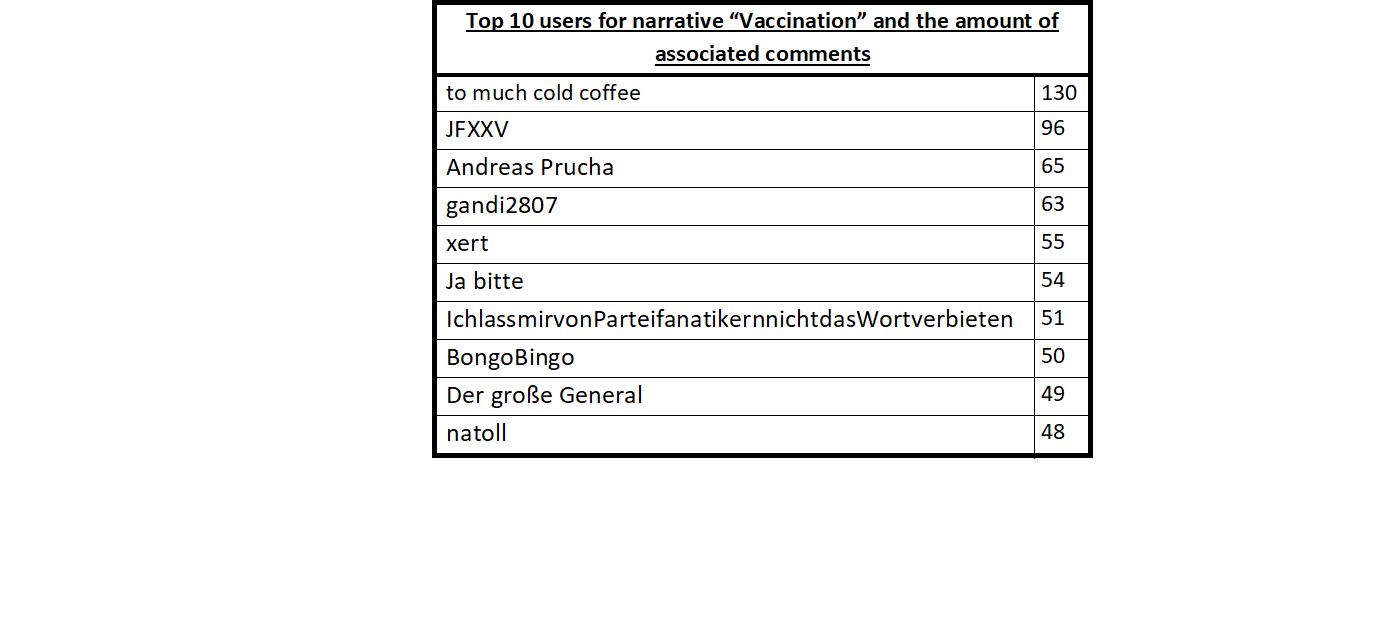 Top 10 users for narrative “Vaccination” and the amount of
associated comments
to much cold coffee 130
JFXXV 96
Andreas Prucha 65
gandi2807 63
xert 55
Ja bitte 54
IchlassmirvonParteifanatikernnichtdasWortverbieten 51
BongoBingo 50
Der große General 49
natoll 48